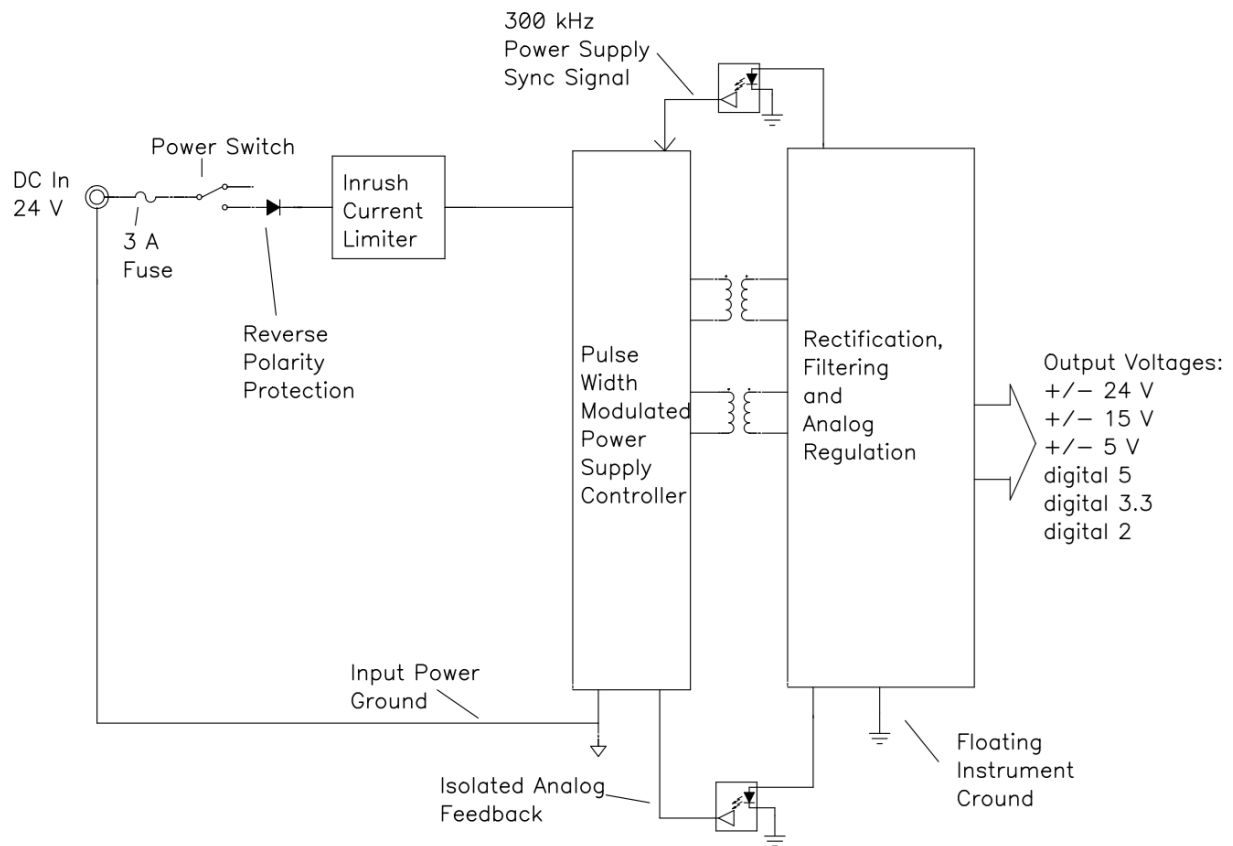 300 kHz
Power Supply
Sync Signal
Power Switch
DC In
24 V
3 A
Fuse
Inrush
Current
Limiter
Reverse
Polarity
Protection
Pulse
Width
Modulated
Power
Supply
Controller
Rectification,
Filtering
and
Analog
Regulation
Output Voltages:
+/− 24 V
+/− 15 V
+/− 5 V
digital 5
digital 3.3
digital 2
Input Power
Ground
Isolated Analog
Feedback
Floating
Instrument
Cround